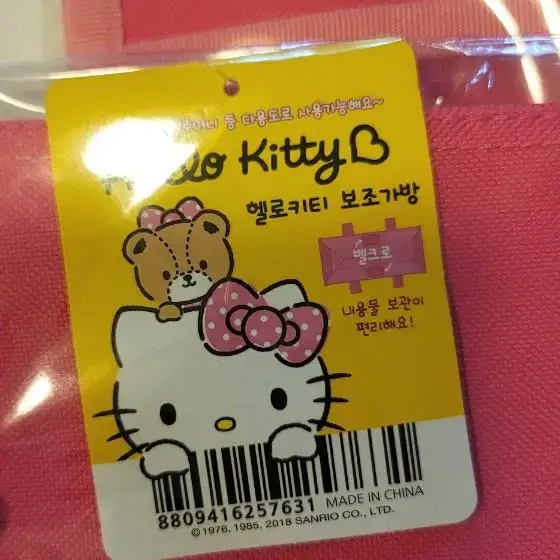 등 다용도로 사용가능해요~
Kitty
헬로키티 보조가방
벨크로
내용물 보관이
편리해요!
8809416257631
MADE IN CHINA
©1976, 1985, 2018 SANRIO CO., LTD.